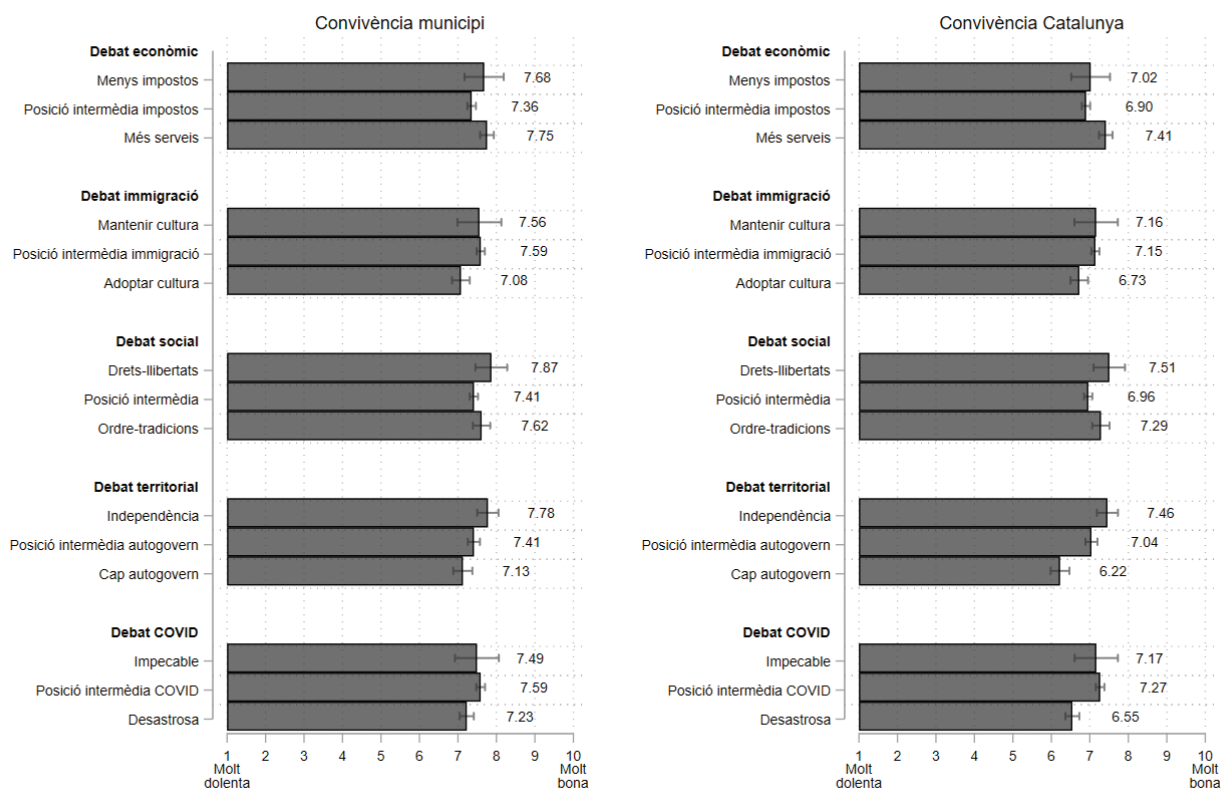 Convivència municipi
Debat econòmic
Menys impostos 7.68
Posició intermèdia impostos 7.36
Més serveis 7.75
Debat immigració
Mantenir cultura 7.56
Posició intermèdia immigració 7.59
Adoptar cultura 7.08
Debat social
Drets-llibertats 7.87
Posició intermèdia 7.41
Ordre-tradicions 7.62
Debat territorial
Independència 7.78
Posició intermèdia autogovern 7.41
Cap autogovern 7.13
Debat COVID
Impecable 7.49
Posició intermèdia COVID 7.59
Desastrosa 7.23
1 2 3 4 5 6 7 8 9 10
Molt Molt
dolenta bona
Convivència Catalunya
Debat econòmic
Menys impostos 7.02
Posició intermèdia impostos 6.90
Més serveis 7.41
Debat immigració
Mantenir cultura 7.16
Posició intermèdia immigració 7.15
Adoptar cultura 6.73
Debat social
Drets-llibertats 7.51
Posició intermèdia 6.96
Ordre-tradicions 7.29
Debat territorial
Independència 7.46
Posició intermèdia autogovern 7.04
Cap autogovern 6.22
Debat COVID
Impecable 7.17
Posició intermèdia COVID 7.27
Desastrosa 6.55
1 2 3 4 5 6 7 8 9 10
Molt Molt
dolenta bona